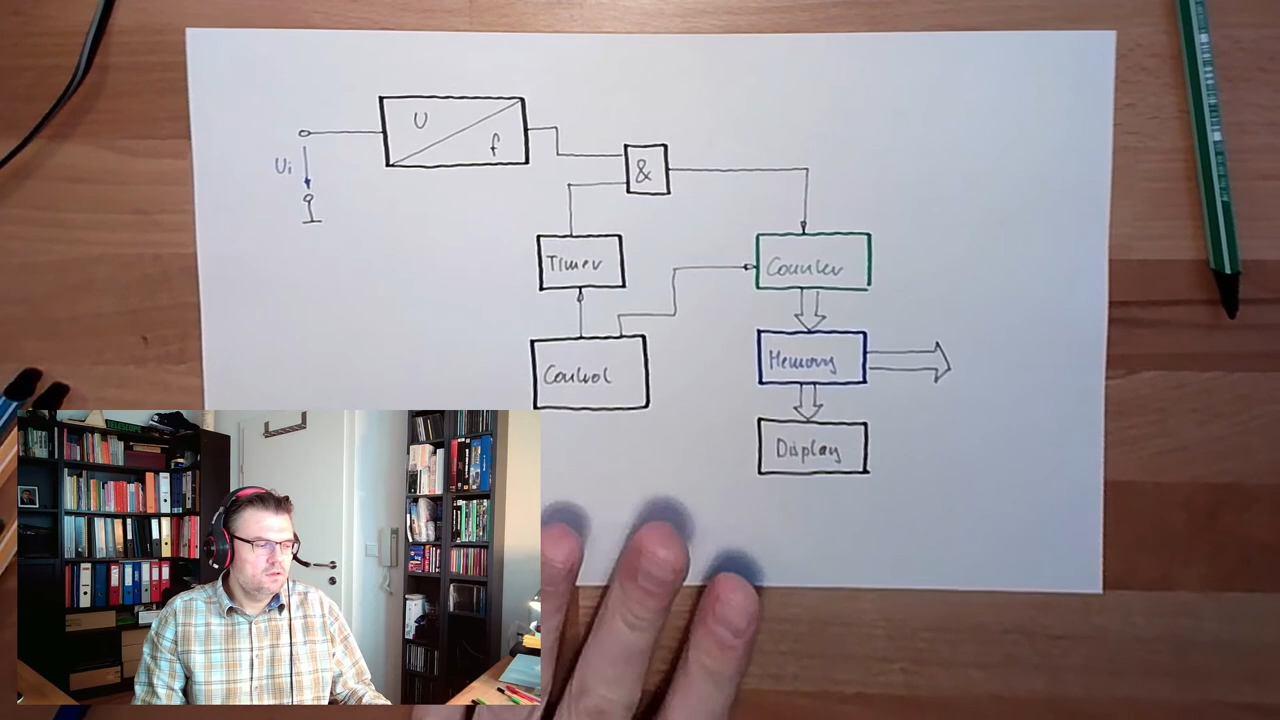 U
f
Ui
&
Timer
Counter
Control
Memory
Display
TELESCOPE